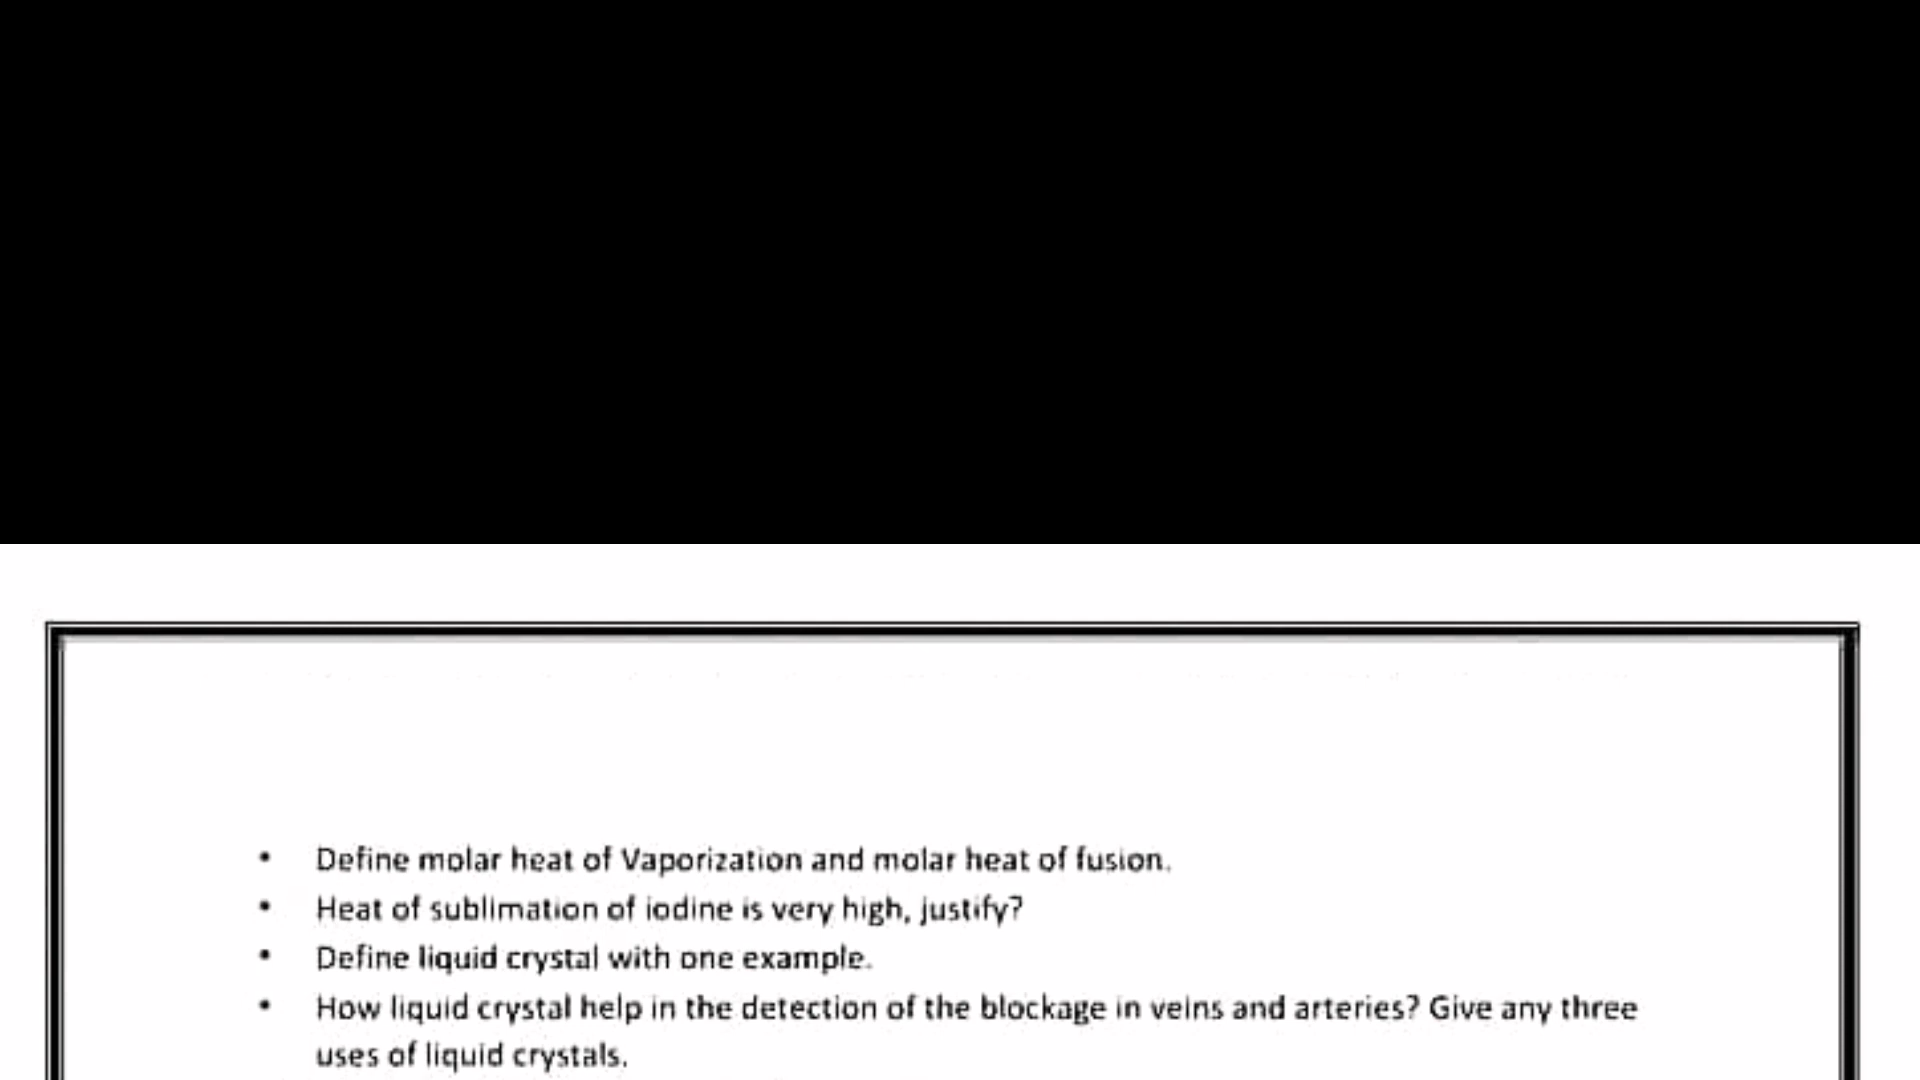 • Define molar heat of Vaporization and molar heat of fusion.
• Heat of sublimation of iodine is very high, justify?
• Define liquid crystal with one example.
• How liquid crystal help in the detection of the blockage in veins and arteries? Give any three
uses of liquid crystals.